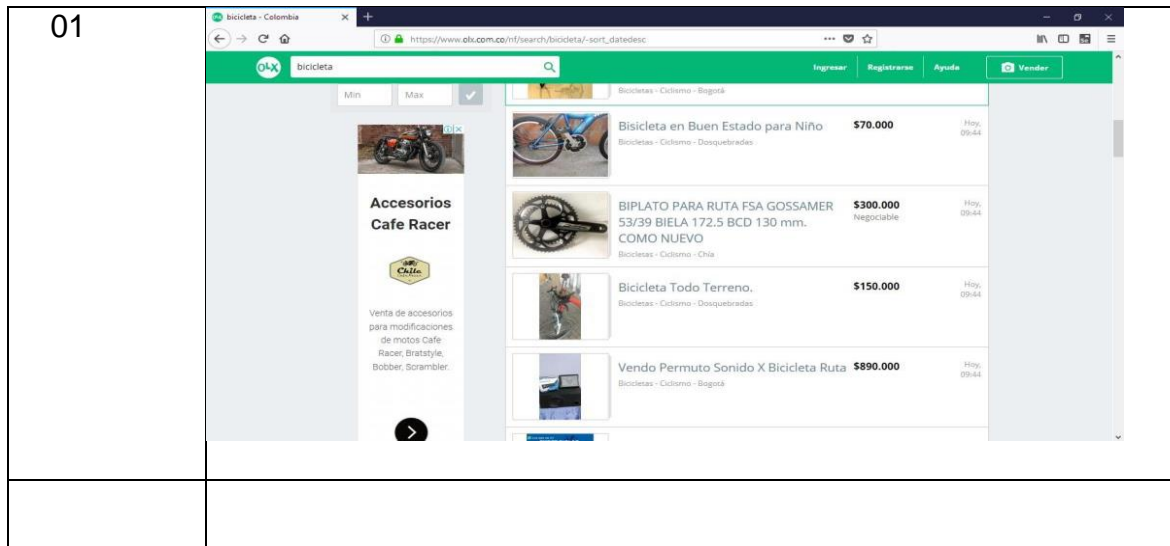 01
bicicleta - Colombia
https://www.olx.com.co/nf/search/bicicleta/-sort_datedesc
OLX
bicicleta
Ingresar
Registrarse
Ayuda
Vender
Min
Max
Bicicletas - Ciclismo - Bogotá
Bisicleta en Buen Estado para Niño
$70.000
Hoy,
09:44
Bicicletas - Ciclismo - Dosquebradas
Accesorios
Cafe Racer
Chila
Venta de accesorios
para modificaciones
de motos Cafe
Racer, Bratstyle,
Bobber, Scrambler.
BIPLATO PARA RUTA FSA GOSSAMER
53/39 BIELA 172.5 BCD 130 mm.
COMO NUEVO
$300.000
Negociable
Hoy,
09:44
Bicicletas - Ciclismo - Chía
Bicicleta Todo Terreno.
$150.000
Hoy,
09:44
Bicicletas - Ciclismo - Dosquebradas
Vendo Permuto Sonido X Bicicleta Ruta
$890.000
Hoy,
09:44
Bicicletas - Ciclismo - Bogotá